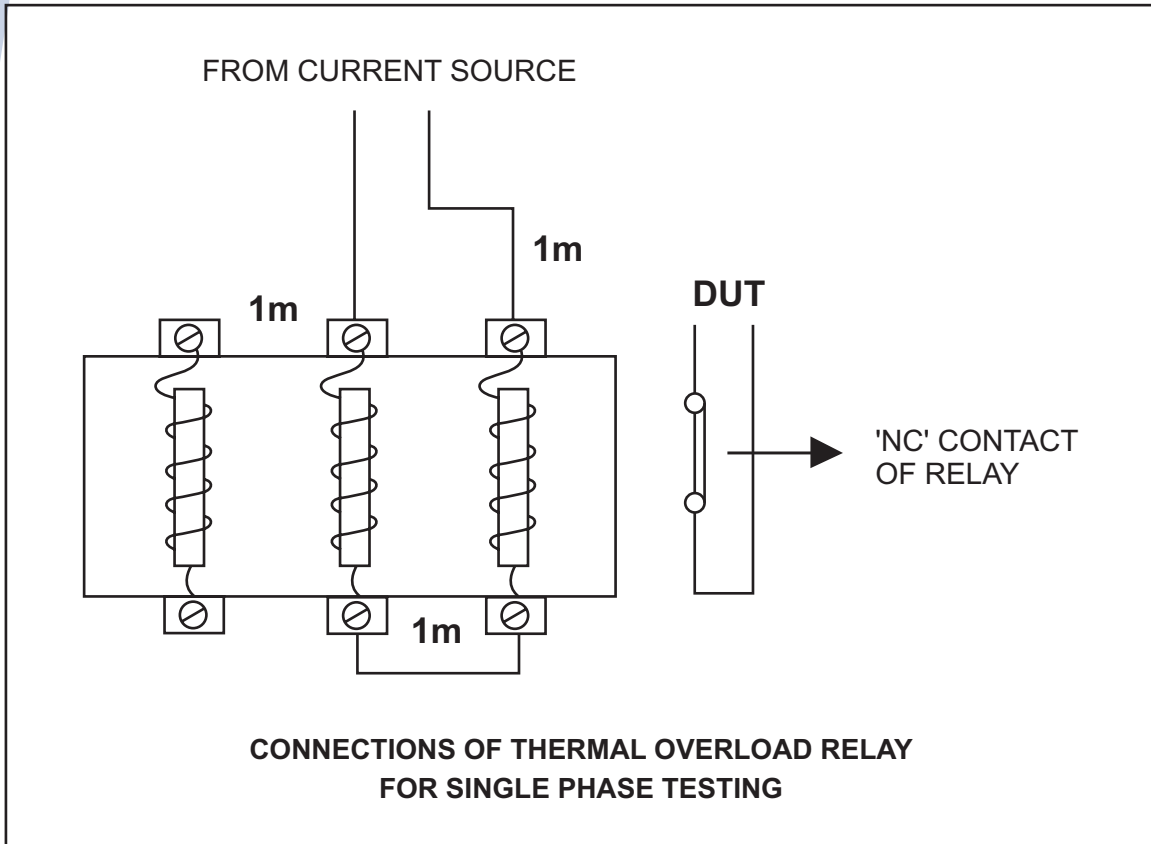 FROM CURRENT SOURCE
1m
1m
DUT
'NC' CONTACT
OF RELAY
1m
CONNECTIONS OF THERMAL OVERLOAD RELAY
FOR SINGLE PHASE TESTING